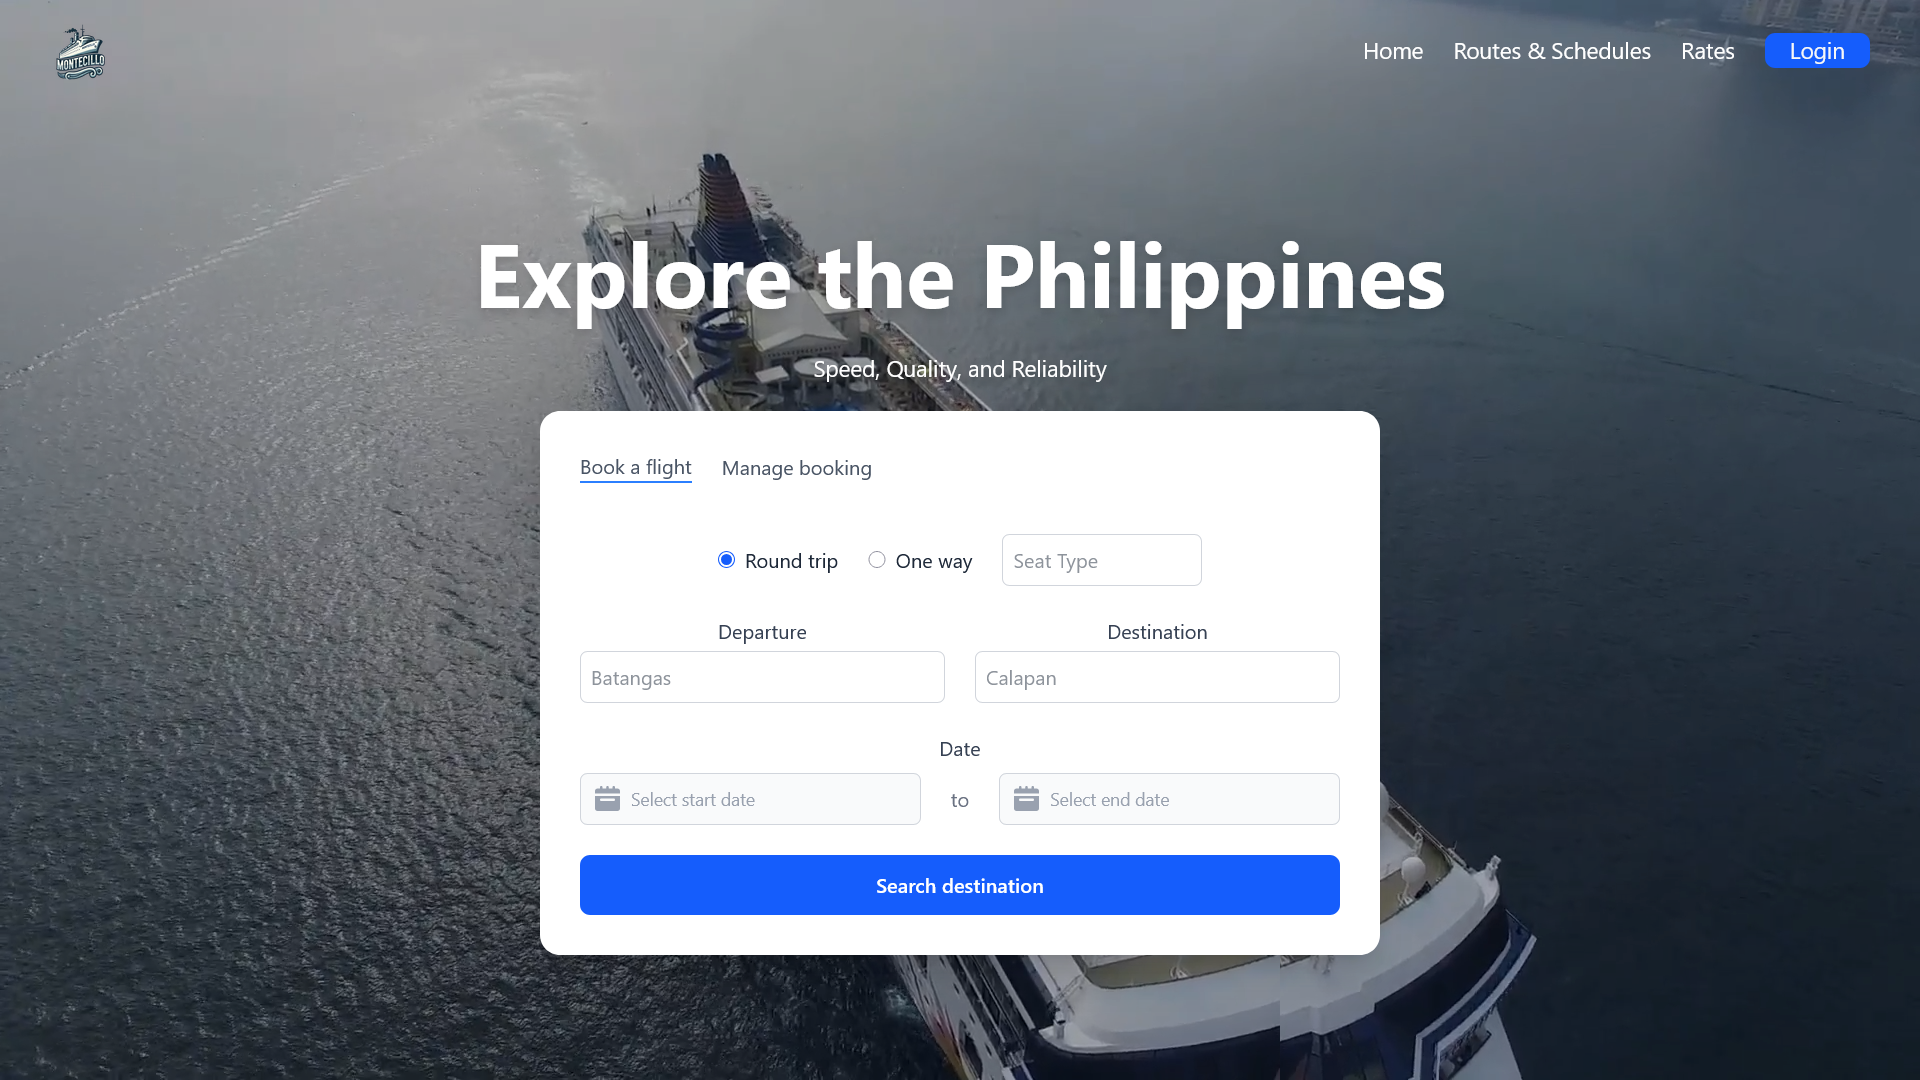 MONTECILLO
Home Routes & Schedules Rates Login
Explore the Philippines
Speed, Quality, and Reliability
Book a flight Manage booking
Round trip One way Seat Type
Departure Destination
Batangas Calapan
Date
Select start date to Select end date
Search destination